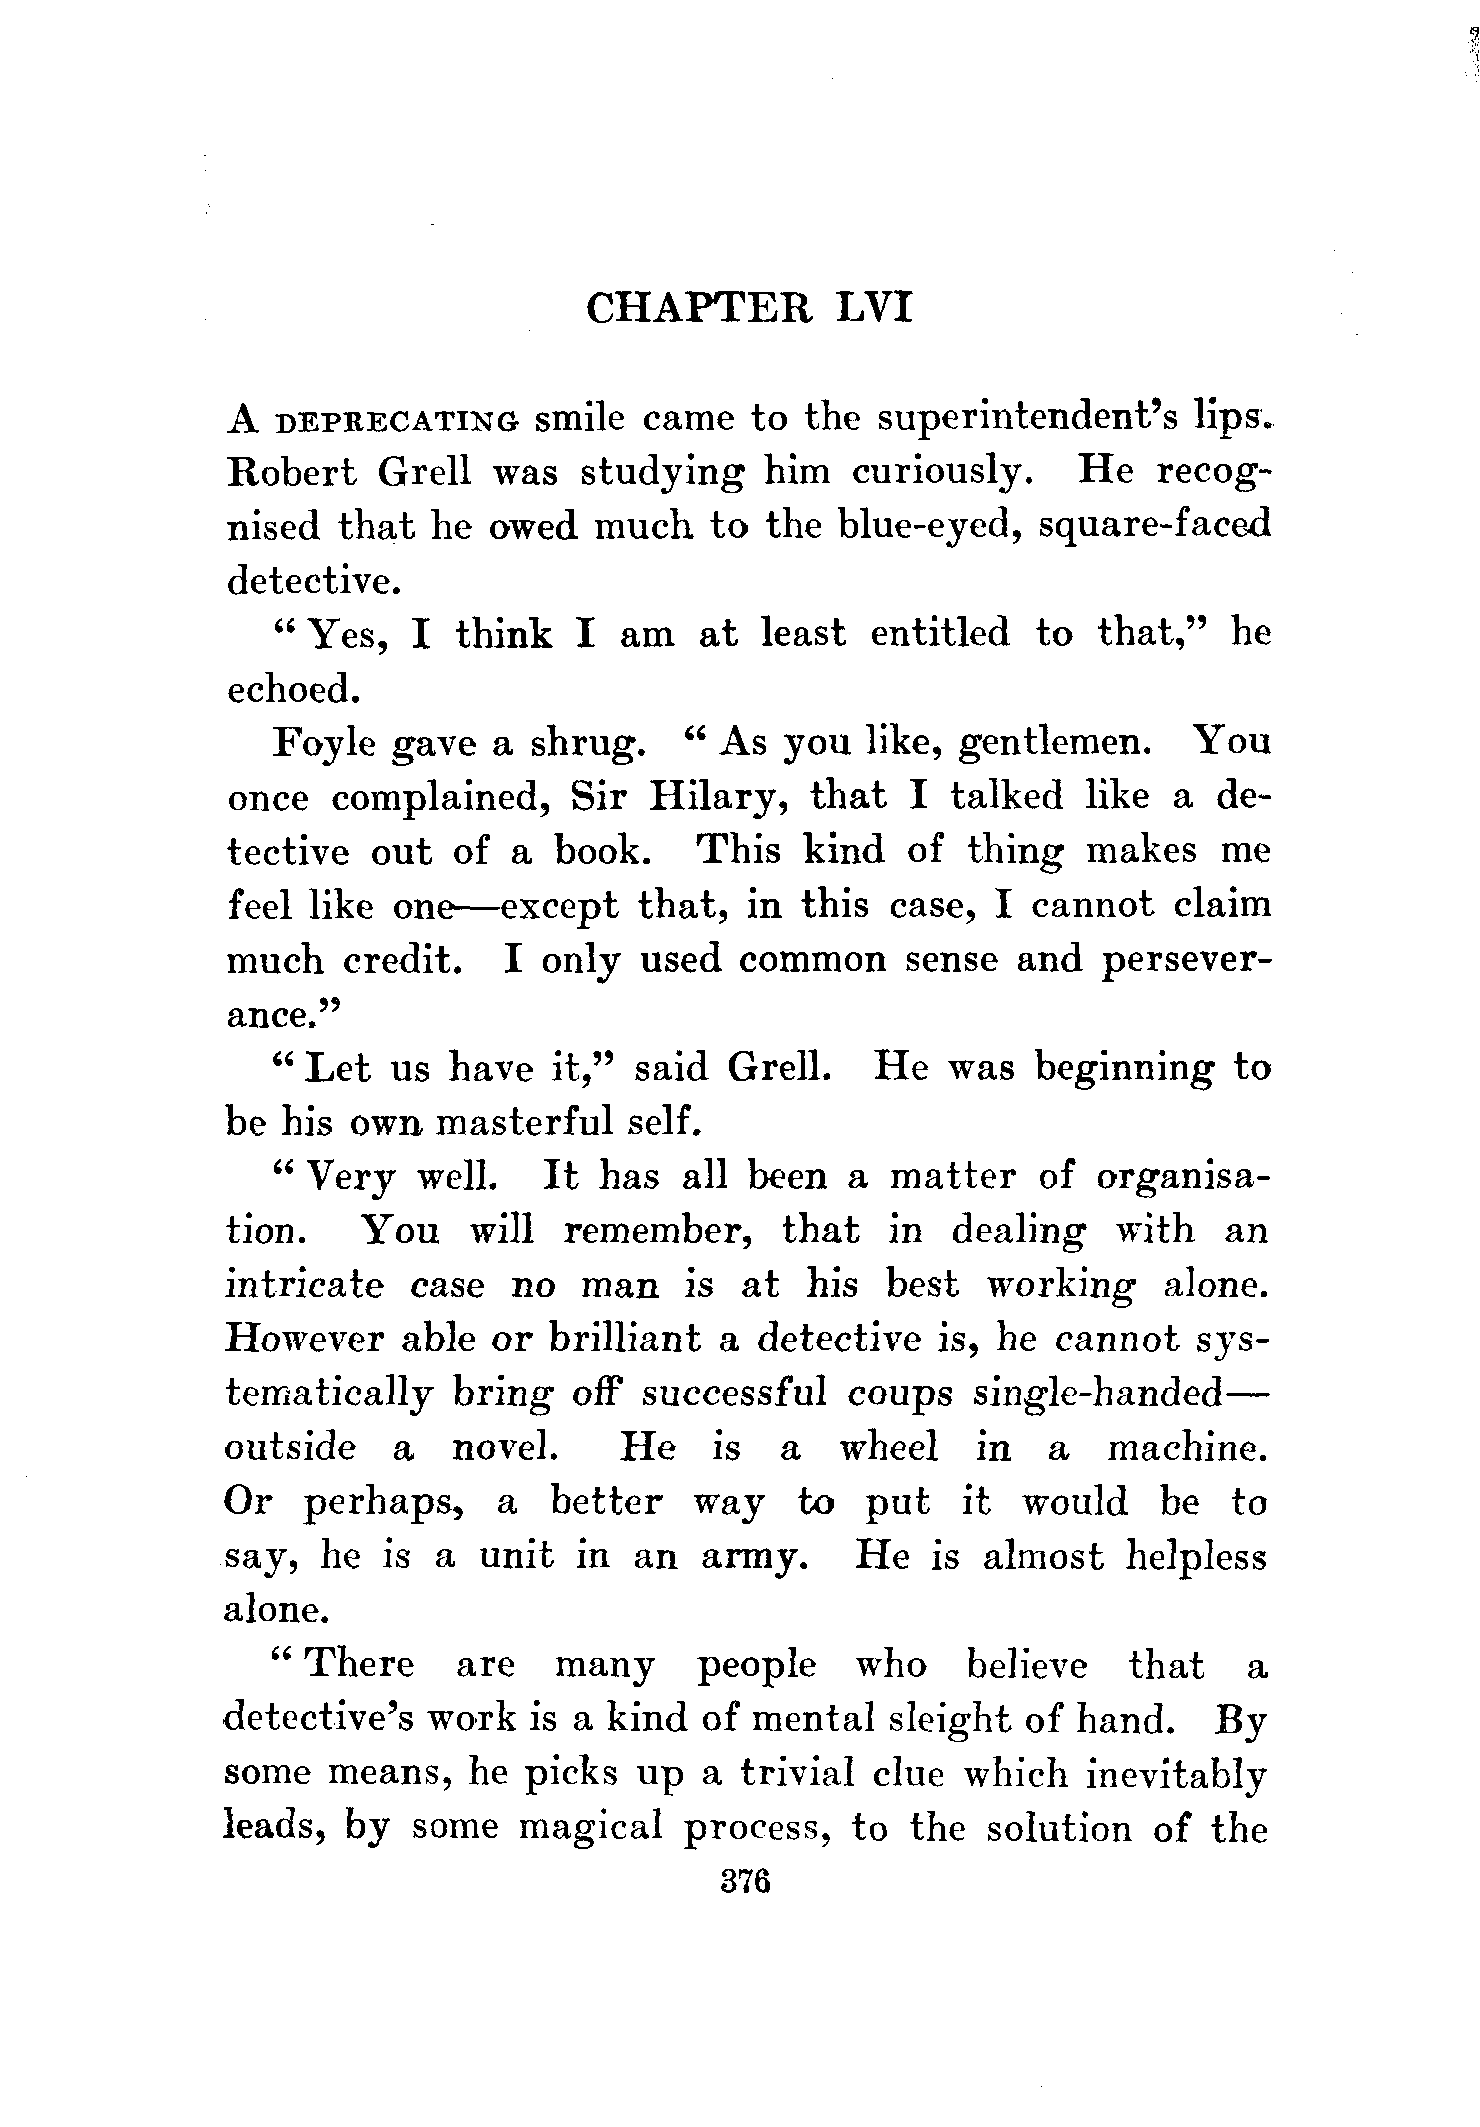 CHAPTER LVI
A DEPRECATING smile came to the superintendent's lips.
Robert Grell was studying him curiously. He recog-
nised that he owed much to the blue-eyed, square-faced
detective.
“Yes, I think I am at least entitled to that,” he
echoed.
Foyle gave a shrug. “As you like, gentlemen. You
once complained, Sir Hilary, that I talked like a de-
tective out of a book. This kind of thing makes me
feel like one—except that, in this case, I cannot claim
much credit. I only used common sense and persever-
ance.”
“Let us have it,” said Grell. He was beginning to
be his own masterful self.
“Very well. It has all been a matter of organisa-
tion. You will remember, that in dealing with an
intricate case no man is at his best working alone.
However able or brilliant a detective is, he cannot sys-
tematically bring off successful coups single-handed—
outside a novel. He is a wheel in a machine.
Or perhaps, a better way to put it would be to
say, he is a unit in an army. He is almost helpless
alone.
“There are many people who believe that a
detective's work is a kind of mental sleight of hand. By
some means, he picks up a trivial clue which inevitably
leads, by some magical process, to the solution of the
376